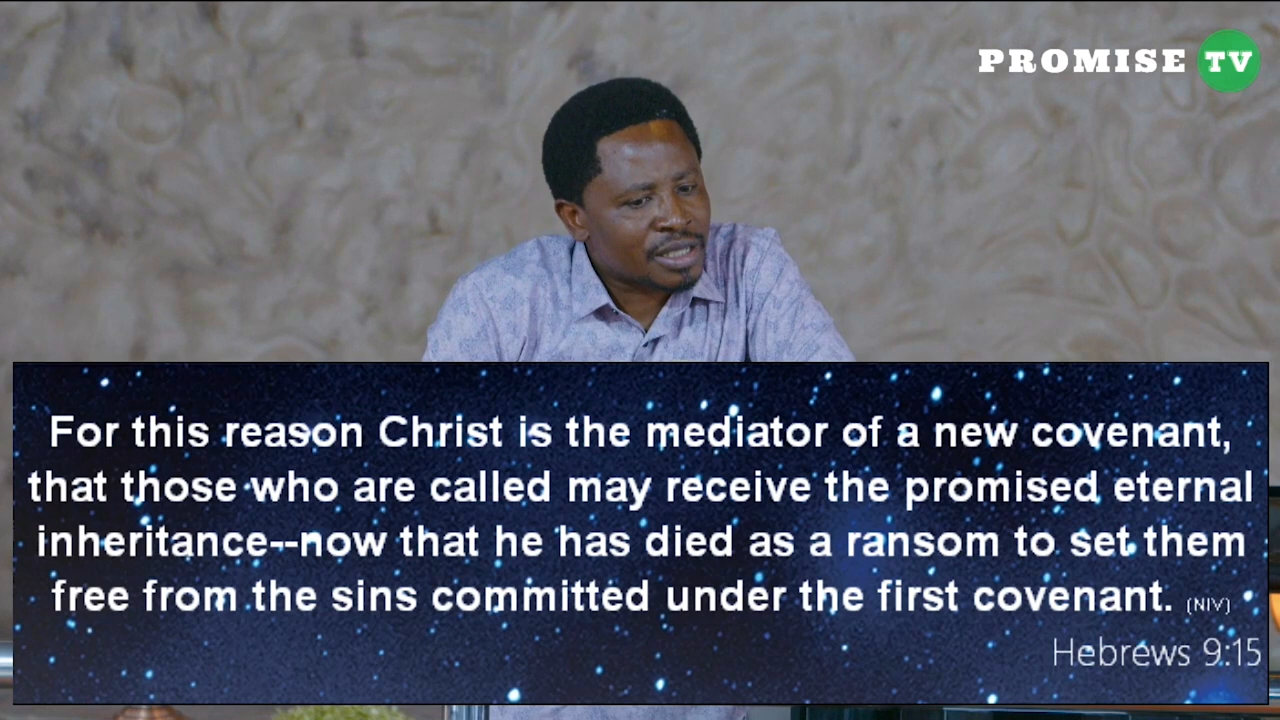 PROMISE TV
For this reason Christ is the mediator of a new covenant,
that those who are called may receive the promised eternal
inheritance--now that he has died as a ransom to set them
free from the sins committed under the first covenant. (NIV)
Hebrews 9:15